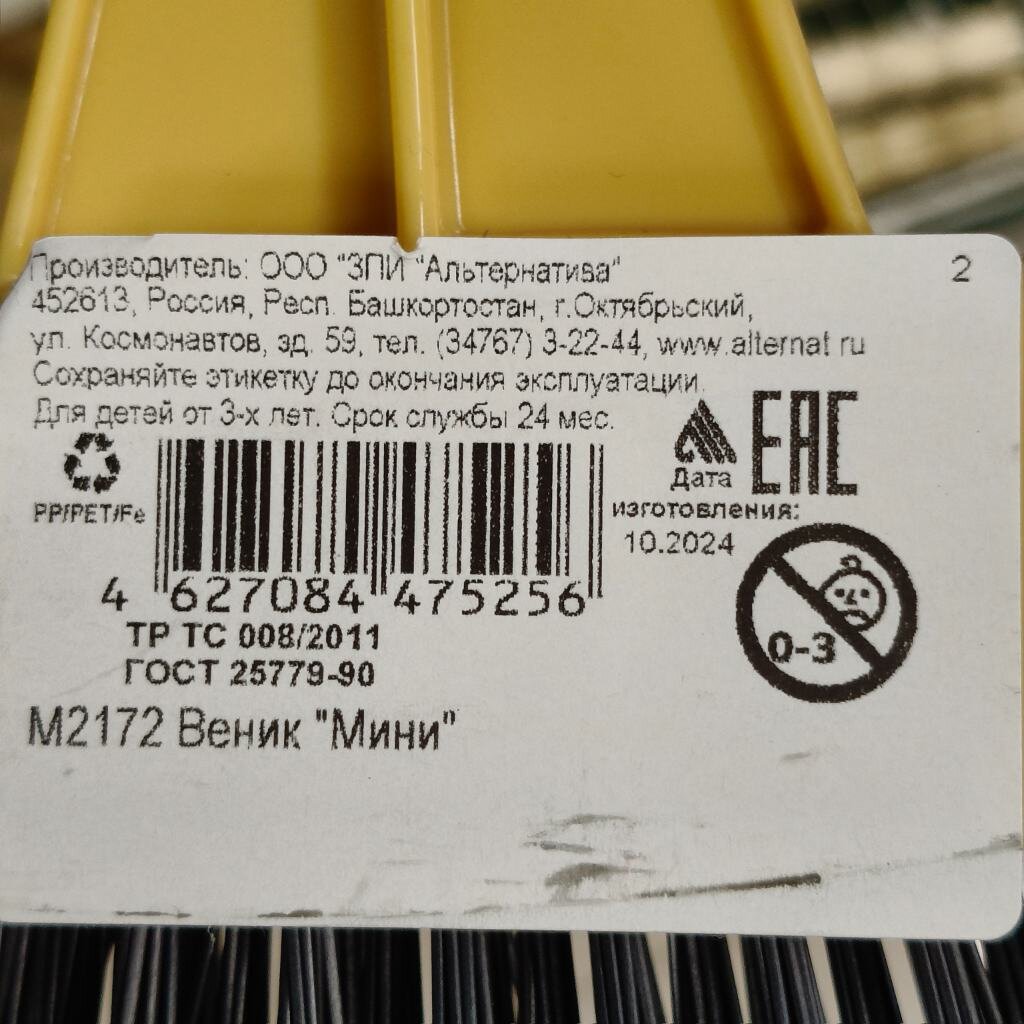 Производитель: ООО "ЗПИ "Альтернатива"
2
452613, Россия, Респ. Башкортостан, г.Октябрьский,
ул. Космонавтов, зд. 59, тел. (34767) 3-22-44, www.alternat.ru
Сохраняйте этикетку до окончания эксплуатации.
Для детей от 3-х лет. Срок службы 24 мес.
EAC
Дата
PP/PET/Fe
изготовления:
10.2024
4 627084 475256
0-3
ТР ТС 008/2011
ГОСТ 25779-90
М2172 Веник "Мини"